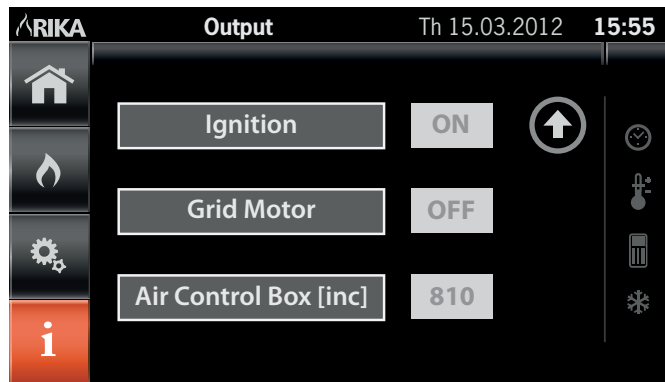 RIKA Output Th 15.03.2012 15:55
Ignition ON
Grid Motor OFF
Air Control Box [inc] 810
i